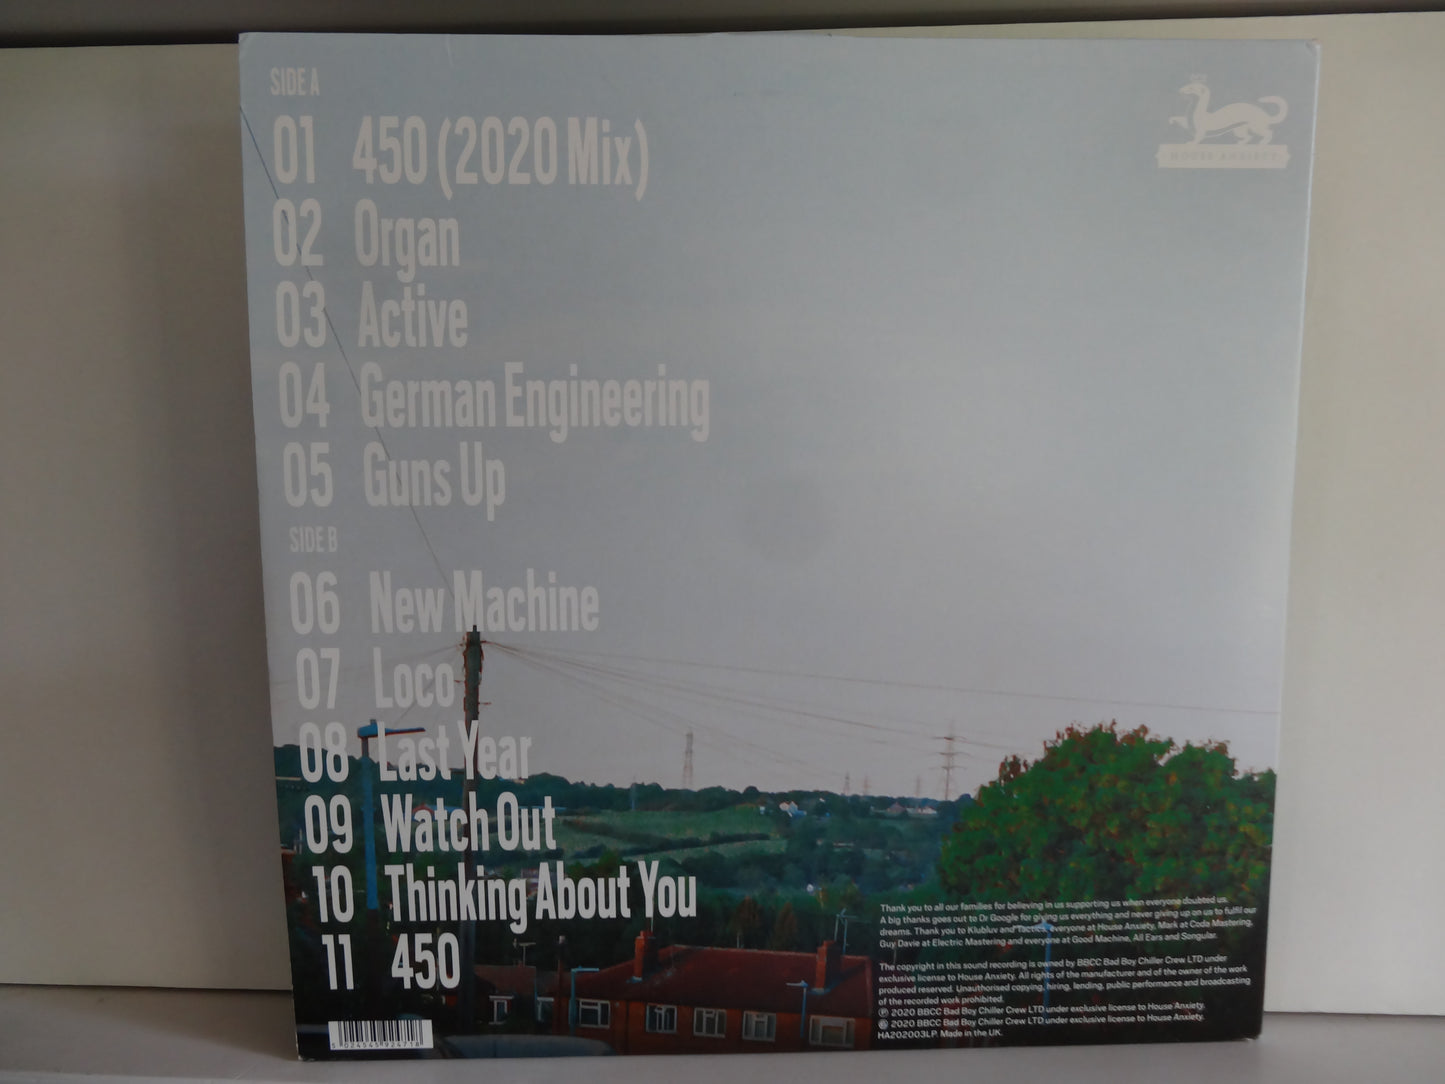 SIDE A
01 450 (2020 Mix)
02 Organ
03 Active
04 German Engineering
05 Guns Up
SIDE B
06 New Machine
07 Loco
08 Last Year
09 Watch Out
10 Thinking About You
11 450
HOUSE ANXIETY
Thank you to all our families for believing in us supporting us when everyone doubted us.
A big thanks goes out to Dr Google for giving us everything and never giving up on us to fulfil our
dreams. Thank you to Klubluv and Tactics, everyone at House Anxiety, Mark at Coda Mastering,
Guy Davie at Electric Mastering and everyone at Good Machine, All Ears and Songular.
The copyright in this sound recording is owned by BBCC Bad Boy Chiller Crew LTD under
exclusive license to House Anxiety. All rights of the manufacturer and of the owner of the work
produced reserved. Unauthorised copying, hiring, lending, public performance and broadcasting
of the recorded work prohibited.
℗ 2020 BBCC Bad Boy Chiller Crew LTD under exclusive license to House Anxiety.
© 2020 BBCC Bad Boy Chiller Crew LTD under exclusive license to House Anxiety.
HA202003LP. Made in the UK.
5 024545 924718